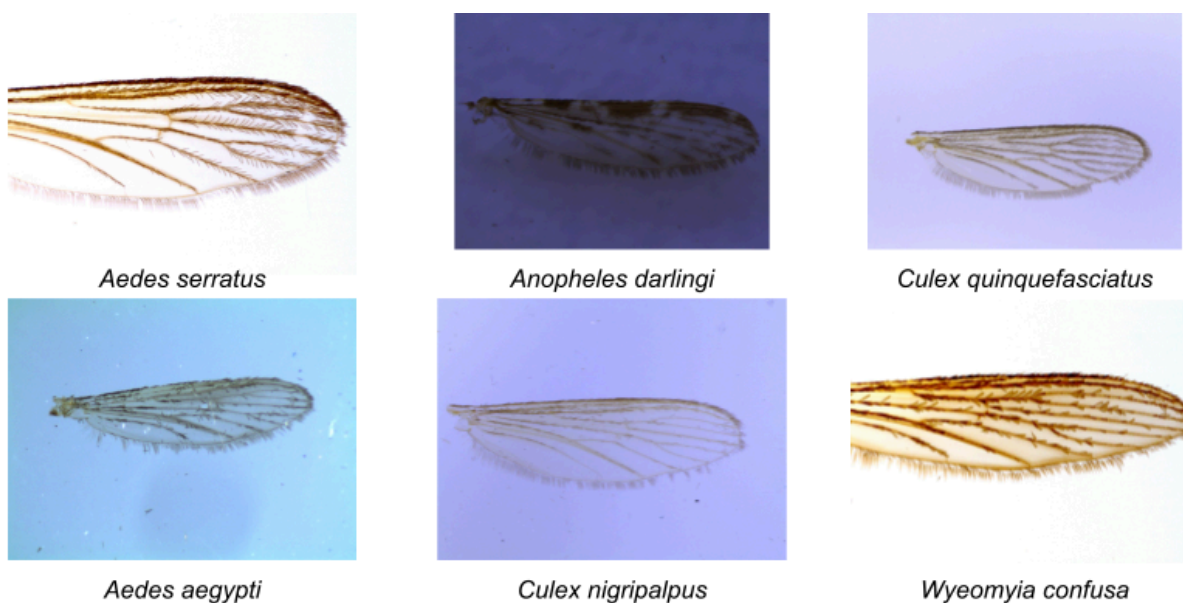 Aedes serratus
Anopheles darlingi
Culex quinquefasciatus
Aedes aegypti
Culex nigripalpus
Wyeomyia confusa